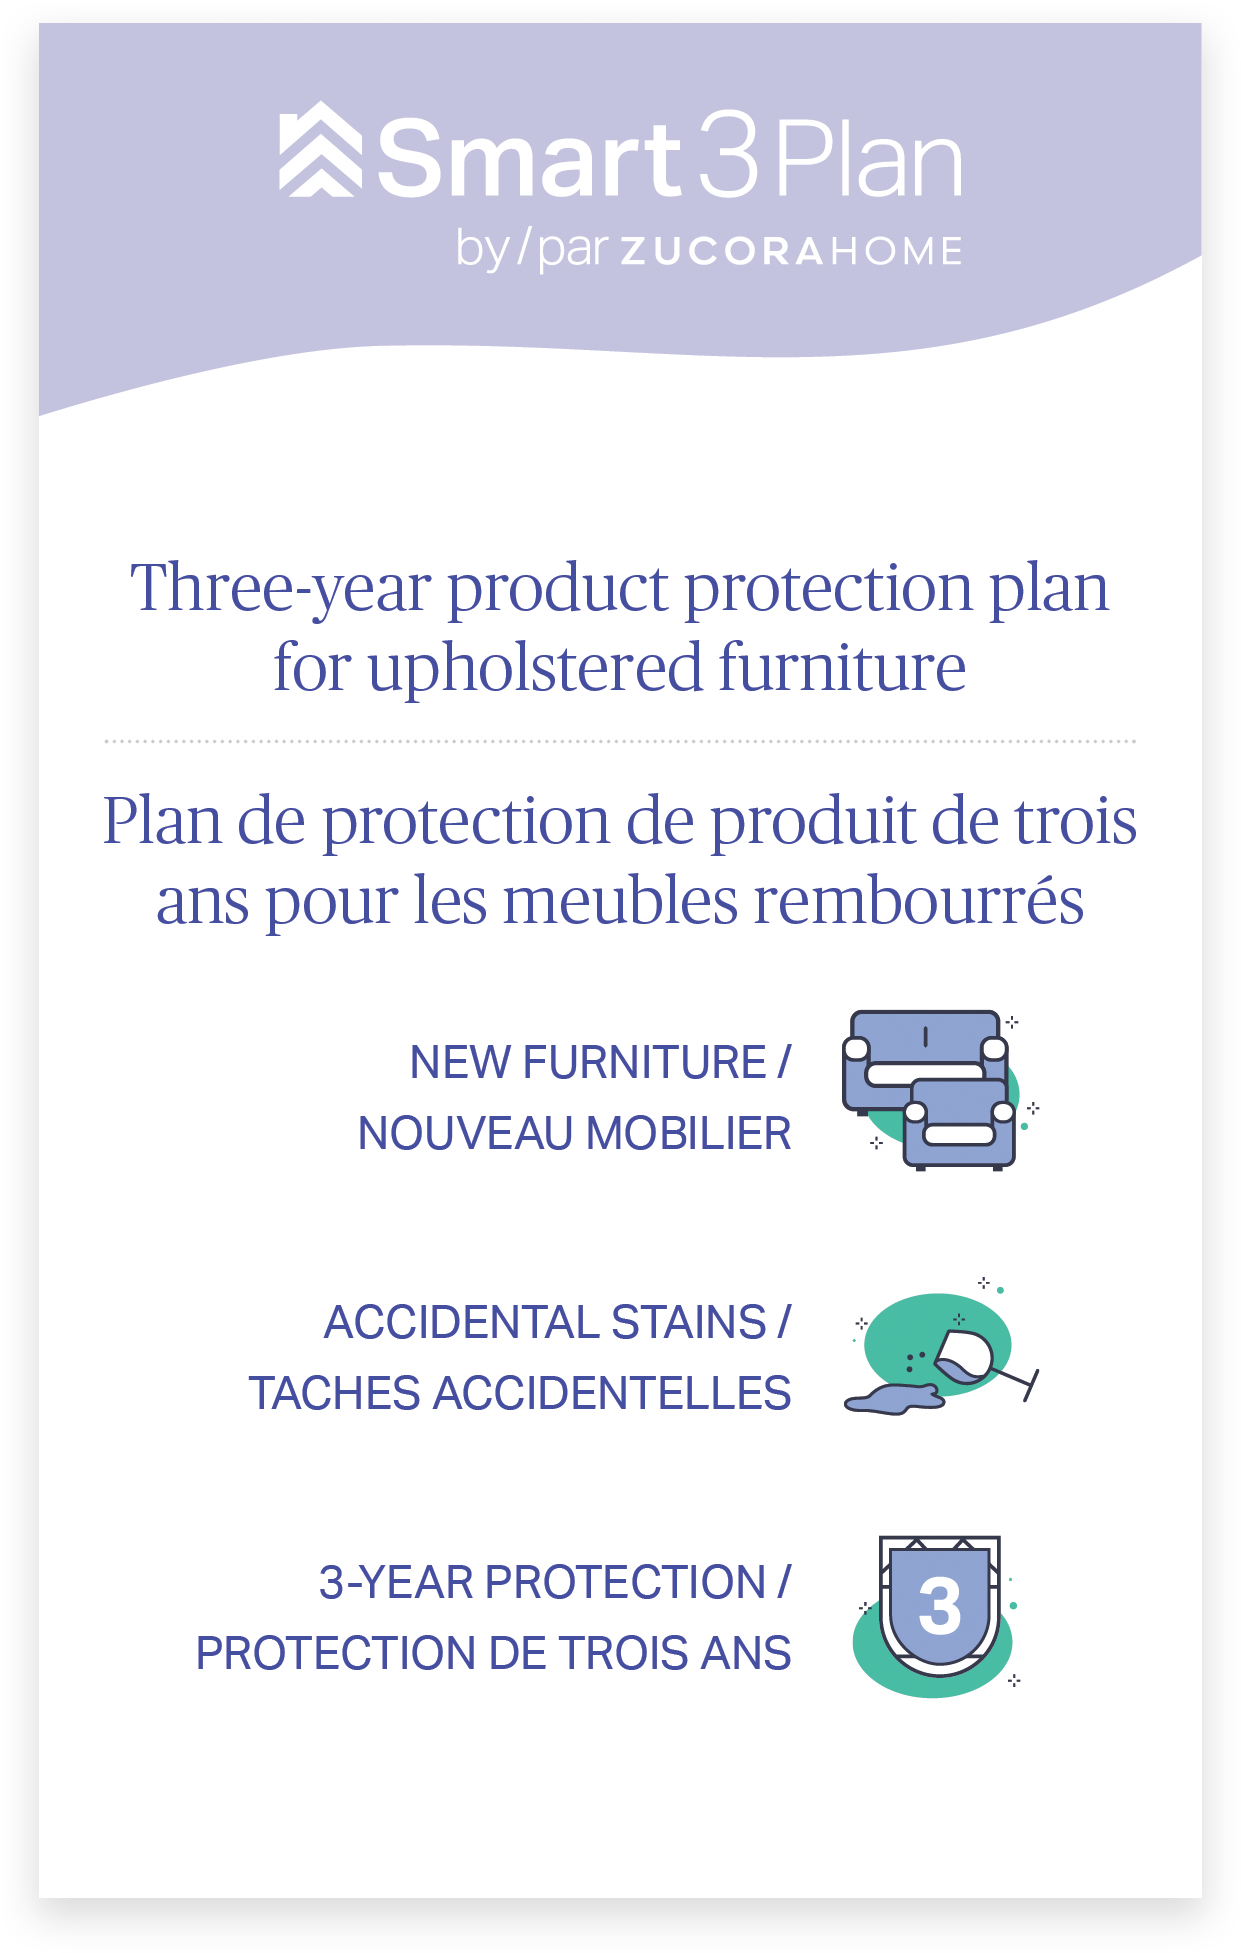 Smart 3 Plan
by / par ZUCORAHOME
Three-year product protection plan
for upholstered furniture
Plan de protection de produit de trois
ans pour les meubles rembourrés
NEW FURNITURE /
NOUVEAU MOBILIER
ACCIDENTAL STAINS /
TACHES ACCIDENTELLES
3-YEAR PROTECTION /
PROTECTION DE TROIS ANS
3